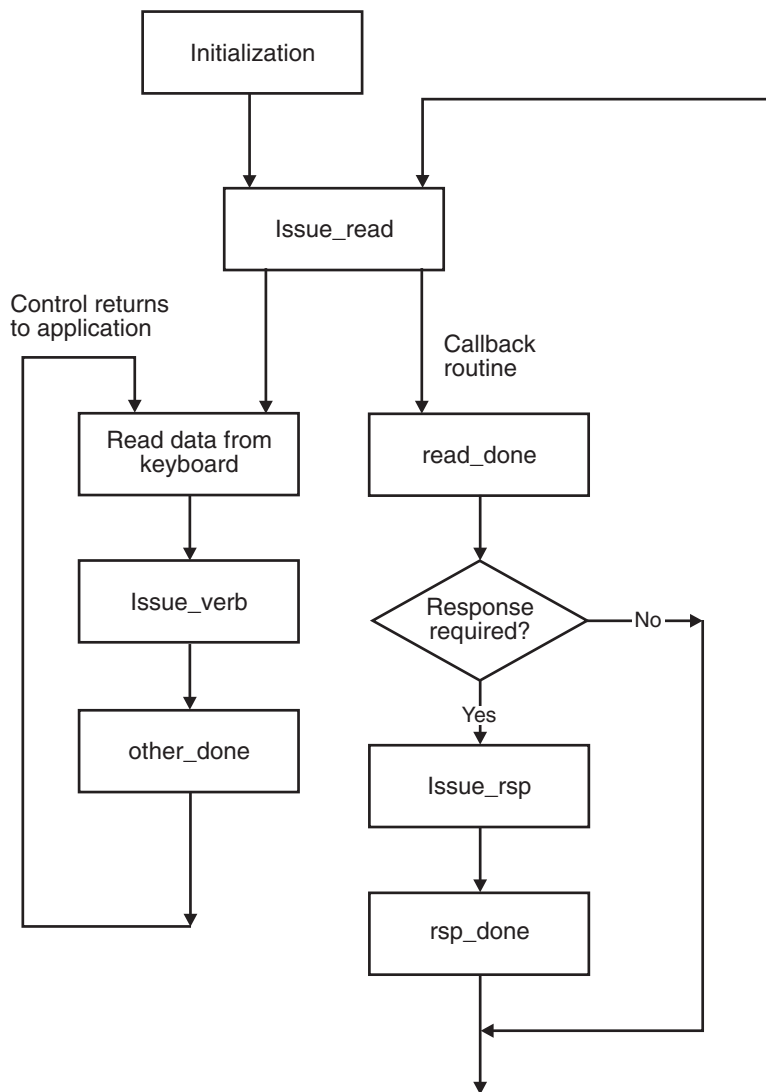 Initialization
Issue_read
Control returns
to application
Callback
routine
Read data from
keyboard
read_done
Issue_verb
Response
required?
No
Yes
other_done
Issue_rsp
rsp_done